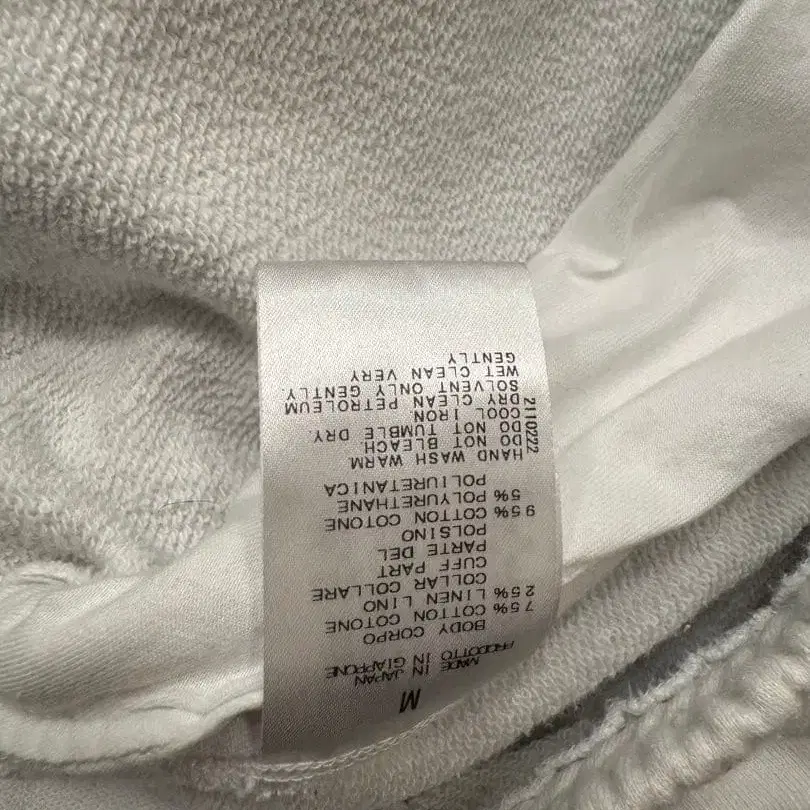 M
MADE IN JAPAN
PRODOTTO IN GIAPPONE
BODY CORPO
75% COTTON COTONE
25% LINEN LINO
COLLAR COLLARE
CUFF PART
PARTE DEL
POLSINO
95% COTTON COTONE
5% POLYURETHANE
POLIURETANICA
HAND WASH WARM.
DO NOT BLEACH
DO NOT TUMBLE DRY.
COOL IRON
DRY CLEAN PETROLEUM
SOLVENT ONLY GENTLY.
WET CLEAN VERY
GENTLY
2110222